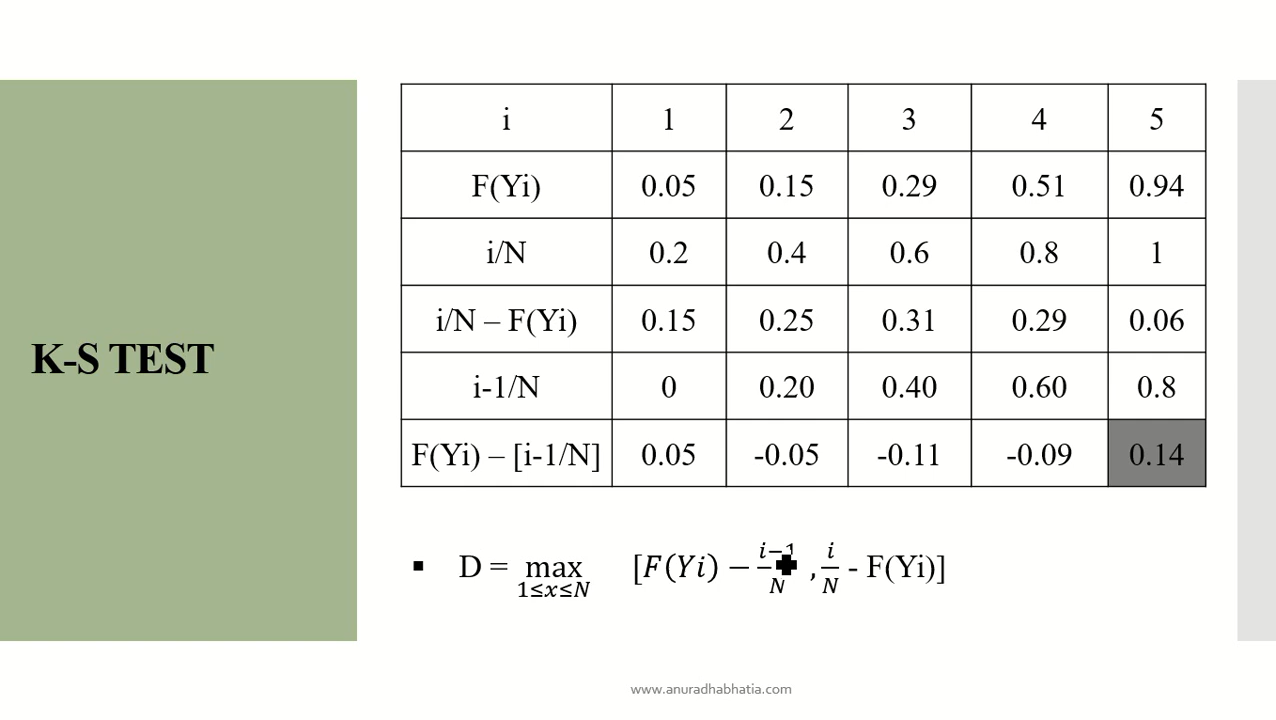 K-S TEST
i 1 2 3 4 5
F(Yi) 0.05 0.15 0.29 0.51 0.94
i/N 0.2 0.4 0.6 0.8 1
i/N – F(Yi) 0.15 0.25 0.31 0.29 0.06
i-1/N 0 0.20 0.40 0.60 0.8
F(Yi) – [i-1/N] 0.05 -0.05 -0.11 -0.09 0.14
▪ D = max 1≤x≤N [F(Yi) − i−1/N , i/N - F(Yi)]
www.anuradhabhatia.com